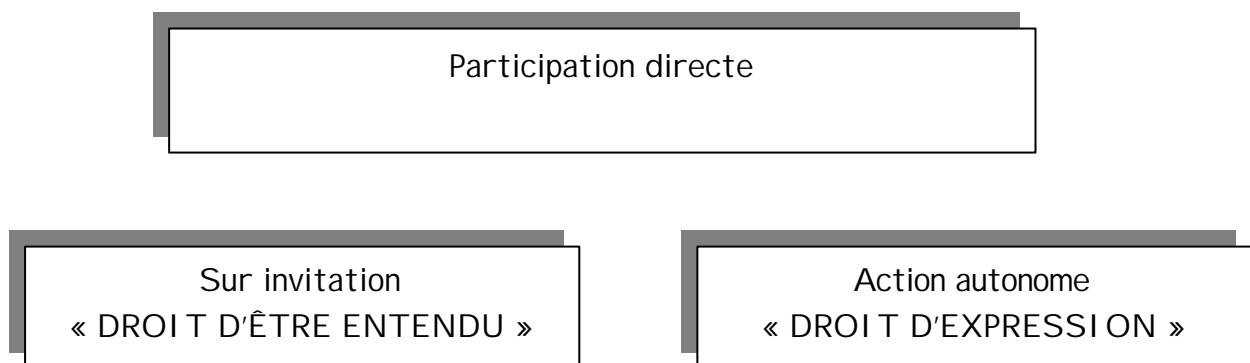 Participation directe
Sur invitation
« DROIT D'ÊTRE ENTENDU »
Action autonome
« DROIT D'EXPRESSION »